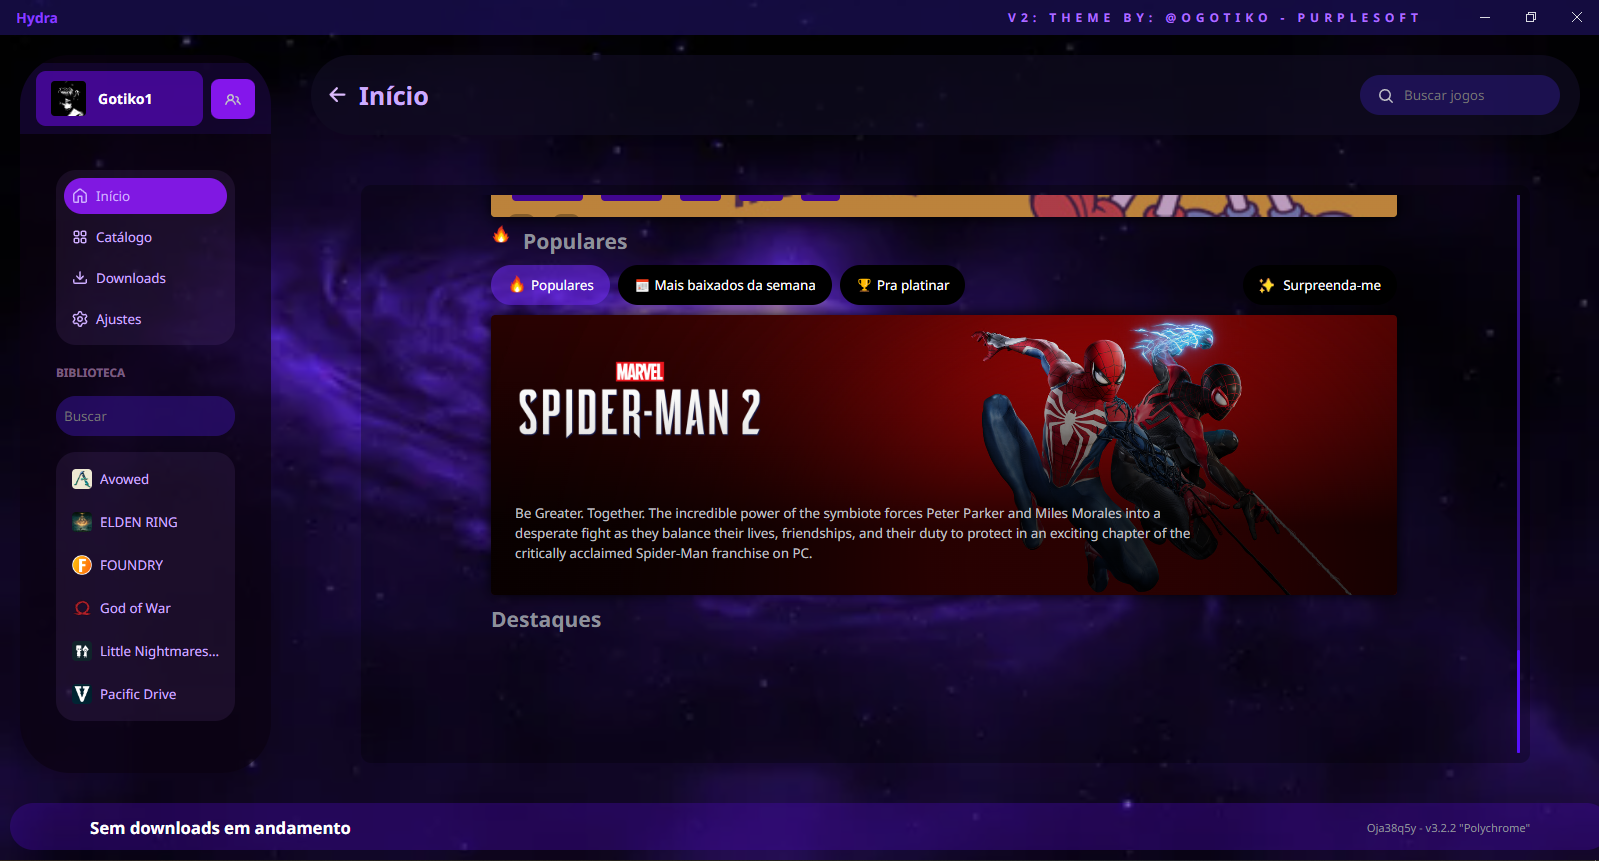 Hydra
V2: THEME BY: @OGOTIKO - PURPLESOFT
Gotiko1
Início
Buscar jogos
Início
Catálogo
Downloads
Ajustes
BIBLIOTECA
Buscar
Avowed
ELDEN RING
FOUNDRY
God of War
Little Nightmares...
Pacific Drive
Populares
Populares
Mais baixados da semana
Pra platinar
Surpreenda-me
MARVEL
SPIDER-MAN 2
Be Greater. Together. The incredible power of the symbiote forces Peter Parker and Miles Morales into a
desperate fight as they balance their lives, friendships, and their duty to protect in an exciting chapter of the
critically acclaimed Spider-Man franchise on PC.
Destaques
Sem downloads em andamento
Oja38q5y - v3.2.2 "Polychrome"